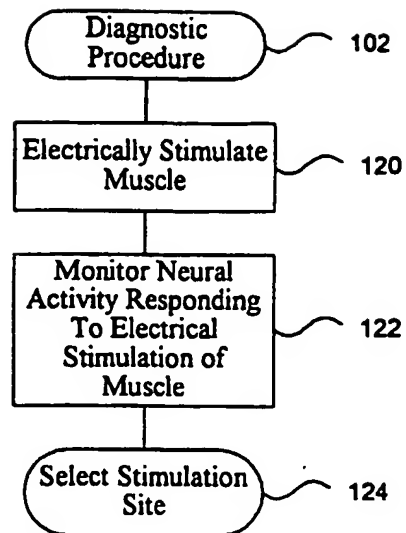 Diagnostic
Procedure
102
Electrically Stimulate
Muscle
120
Monitor Neural
Activity Responding
To Electrical
Stimulation of
Muscle
122
Select Stimulation
Site
124